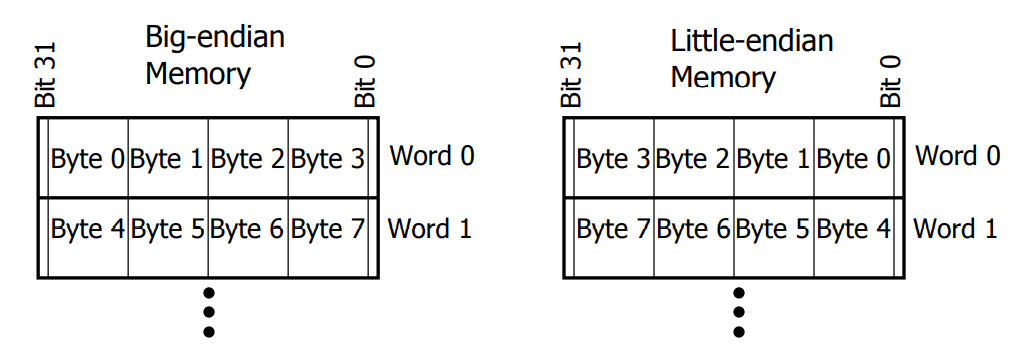 Big-endian
Memory
Bit 31
Bit 0
Byte 0 Byte 1 Byte 2 Byte 3 Word 0
Byte 4 Byte 5 Byte 6 Byte 7 Word 1
Little-endian
Memory
Bit 31
Bit 0
Byte 3 Byte 2 Byte 1 Byte 0 Word 0
Byte 7 Byte 6 Byte 5 Byte 4 Word 1